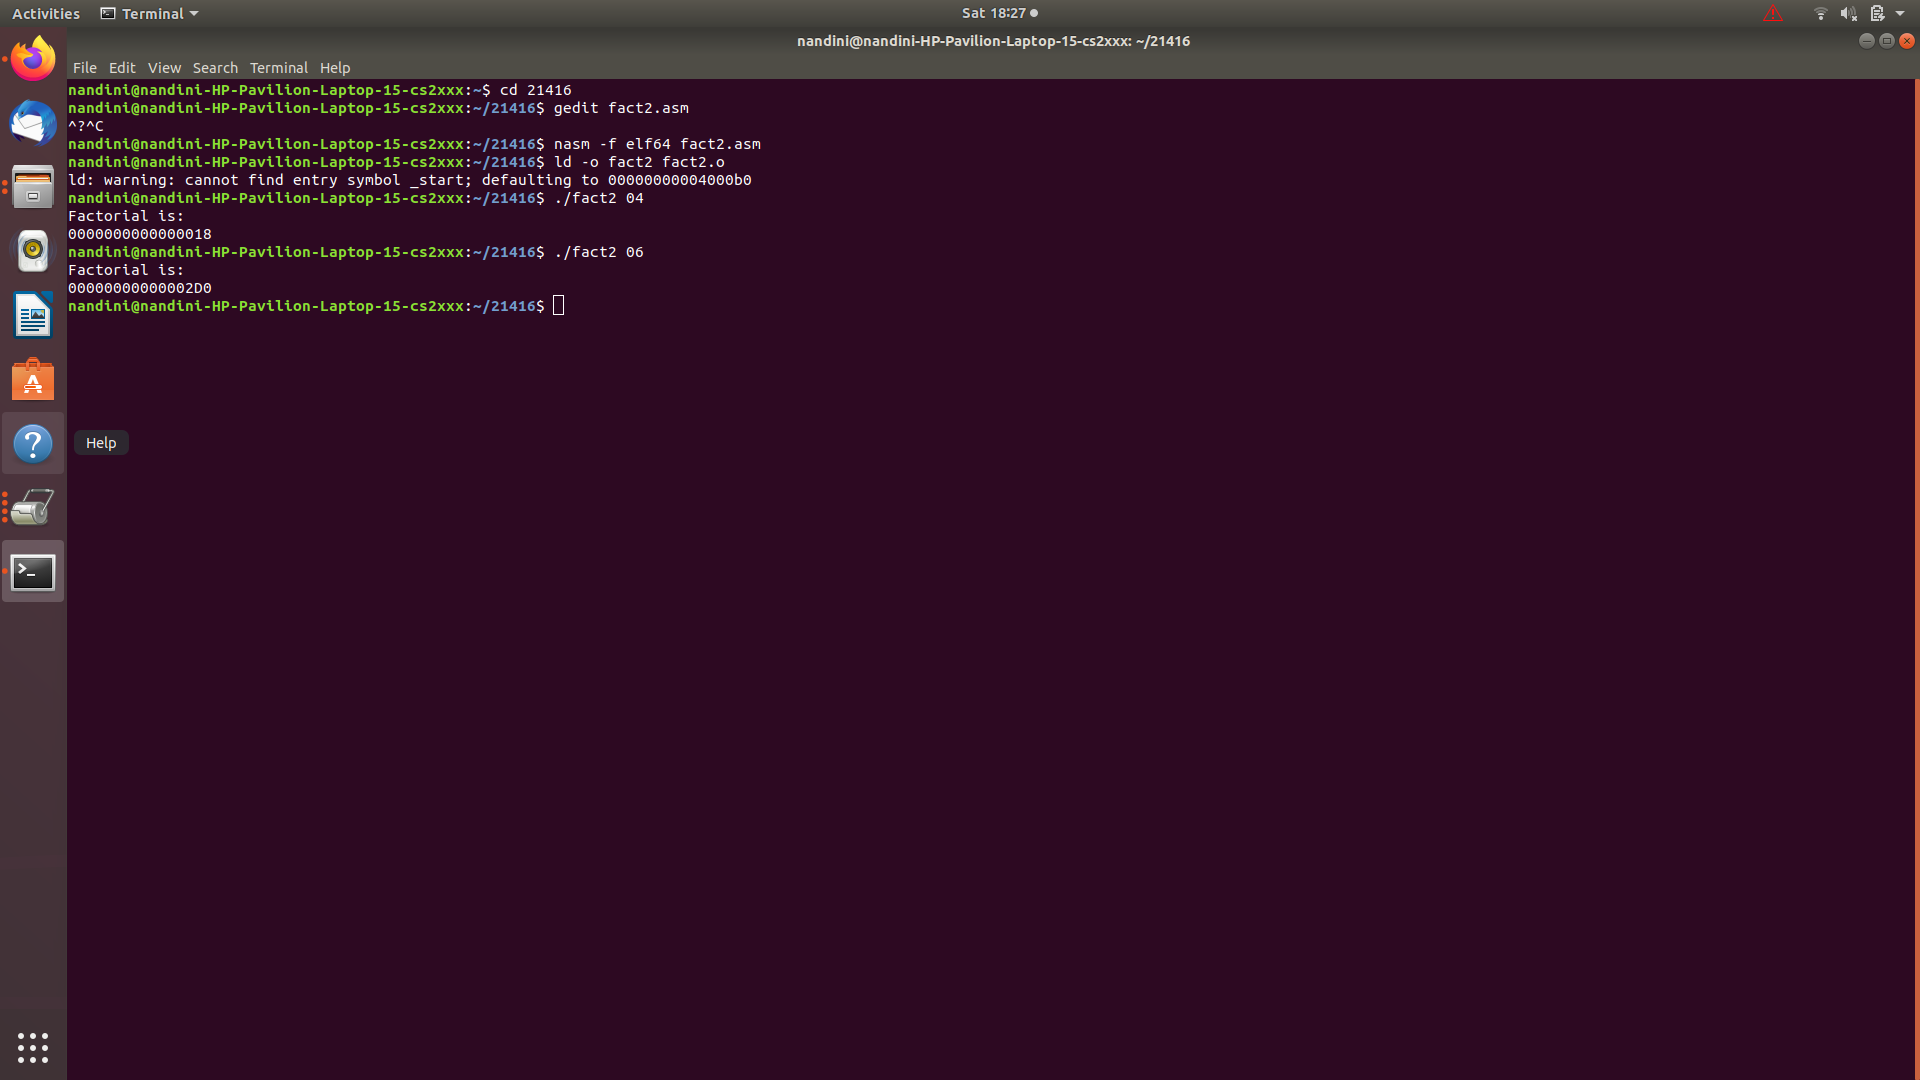 Activities Terminal Sat 18:27
nandini@nandini-HP-Pavilion-Laptop-15-cs2xxx: ~/21416
File Edit View Search Terminal Help
nandini@nandini-HP-Pavilion-Laptop-15-cs2xxx:~$ cd 21416
nandini@nandini-HP-Pavilion-Laptop-15-cs2xxx:~/21416$ gedit fact2.asm
^?^C
nandini@nandini-HP-Pavilion-Laptop-15-cs2xxx:~/21416$ nasm -f elf64 fact2.asm
nandini@nandini-HP-Pavilion-Laptop-15-cs2xxx:~/21416$ ld -o fact2 fact2.o
ld: warning: cannot find entry symbol _start; defaulting to 00000000004000b0
nandini@nandini-HP-Pavilion-Laptop-15-cs2xxx:~/21416$ ./fact2 04
Factorial is:
0000000000000018
nandini@nandini-HP-Pavilion-Laptop-15-cs2xxx:~/21416$ ./fact2 06
Factorial is:
00000000000002D0
nandini@nandini-HP-Pavilion-Laptop-15-cs2xxx:~/21416$
Help